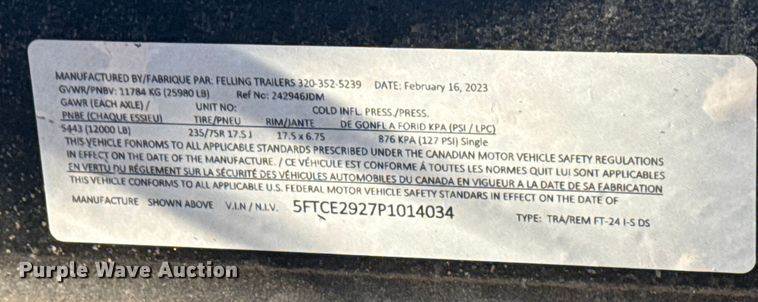 MANUFACTURED BY/FABRIQUE PAR: FELLING TRAILERS 320-352-5239 DATE: February 16, 2023
GVWR/PNBV: 11784 KG (25980 LB) Ref No: 242946JDM
GAWR (EACH AXLE) / UNIT NO: COLD INFL. PRESS./PRESS.
PNBE (CHAQUE ESSIEU) TIRE/PNEU RIM/JANTE DE GONFL A FORID KPA (PSI / LPC)
5443 (12000 LB) 235/75R 17.5 J 17.5 x 6.75 876 KPA (127 PSI) Single
THIS VEHICLE FONROMS TO ALL APPLICABLE STANDARDS PRESCRIBED UNDER THE CANADIAN MOTOR VEHICLE SAFETY REGULATIONS
IN EFFECT ON THE DATE OF THE MANUFACTURE. / CE VÉHICULE EST CONFORME Á TOUTES LES NORMES QUIT LUI SONT APPLICABLES
EN VERTU DU RÉGLEMENT SUR LA SÉCURITÉ DES VÉHICULES AUTOMOBILES DU CANADA EN VIGUEUR A LA DATE DE SA FABRICATION
THIS VEHICLE CONFORMS TO ALL APPLICABLE U.S. FEDERAL MOTOR VEHICLE SAFETY STANDARS IN EFFECT ON THE DATE OF
MANUFACTURE SHOWN ABOVE V.I.N / N.I.V. 5FTCE2927P1014034 TYPE: TRA/REM FT-24 I-S DS
Purple Wave Auction